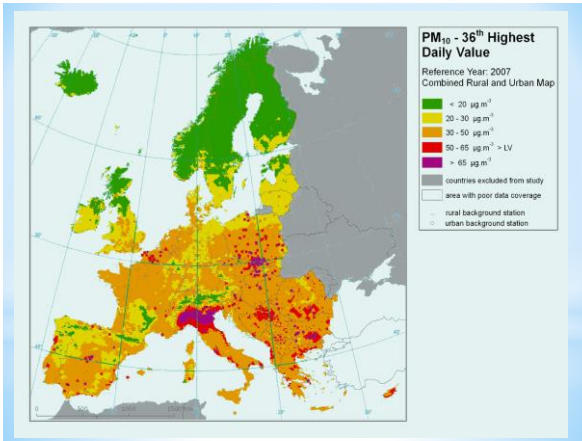 PM₁₀ - 36th Highest
Daily Value
Reference Year: 2007
Combined Rural and Urban Map
< 20 µg.m⁻³
20 - 30 µg.m⁻³
30 - 50 µg.m⁻³
50 - 65 µg.m⁻³ > LV
> 65 µg.m⁻³
countries excluded from study
area with poor data coverage
rural background station
urban background station
0